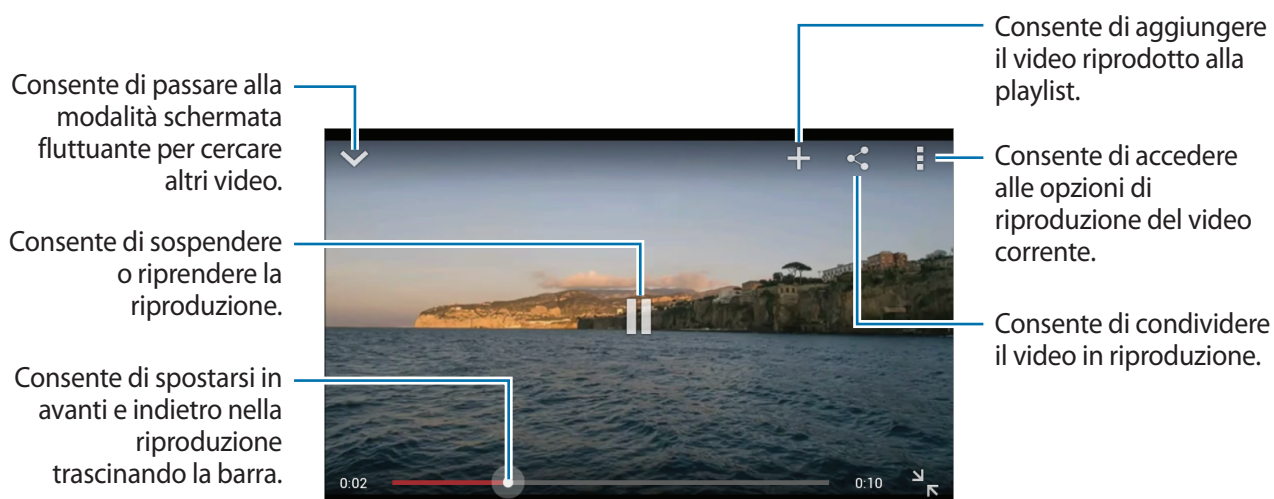 Consente di aggiungere
il video riprodotto alla
playlist.
Consente di passare alla
modalità schermata
fluttuante per cercare
altri video.
Consente di accedere
alle opzioni di
riproduzione del video
corrente.
Consente di sospendere
o riprendere la
riproduzione.
Consente di condividere
il video in riproduzione.
Consente di spostarsi in
avanti e indietro nella
riproduzione
trascinando la barra.
0:02
0:10